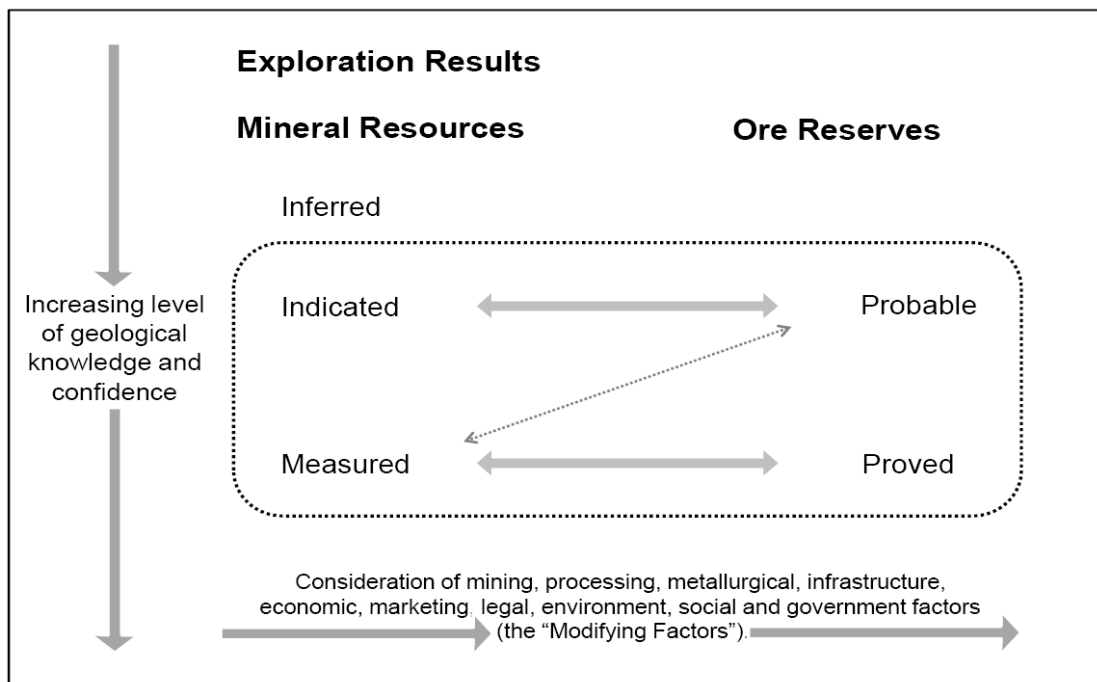 Exploration Results
Mineral Resources
Ore Reserves
Inferred
Increasing level
of geological
knowledge and
confidence
Indicated
Probable
Measured
Proved
Consideration of mining, processing, metallurgical, infrastructure,
economic, marketing, legal, environment, social and government factors
(the “Modifying Factors”).